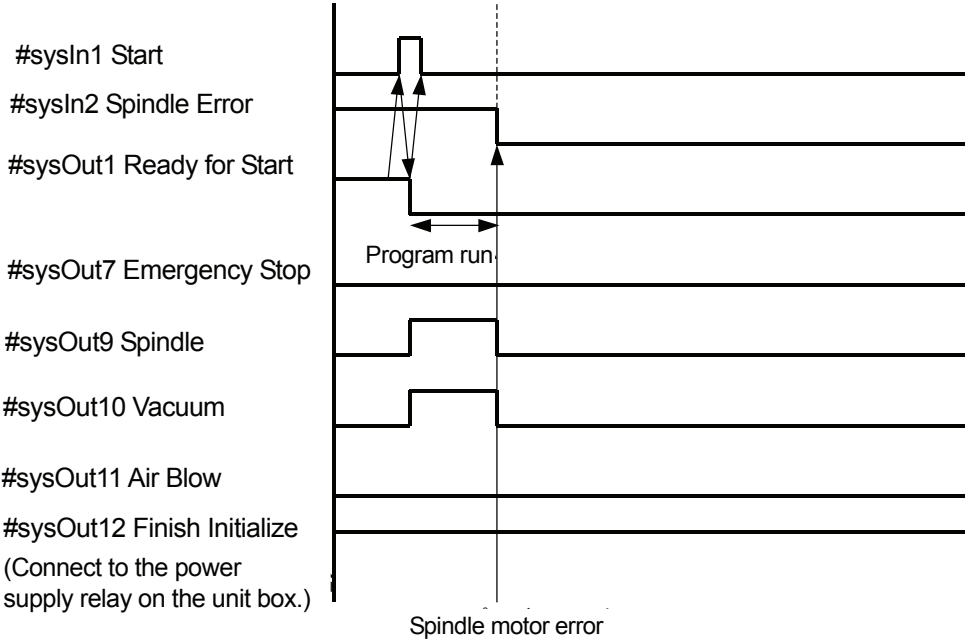 #sysIn1 Start
#sysIn2 Spindle Error
#sysOut1 Ready for Start
Program run
#sysOut7 Emergency Stop
#sysOut9 Spindle
#sysOut10 Vacuum
#sysOut11 Air Blow
#sysOut12 Finish Initialize
(Connect to the power
supply relay on the unit box.)
Spindle motor error